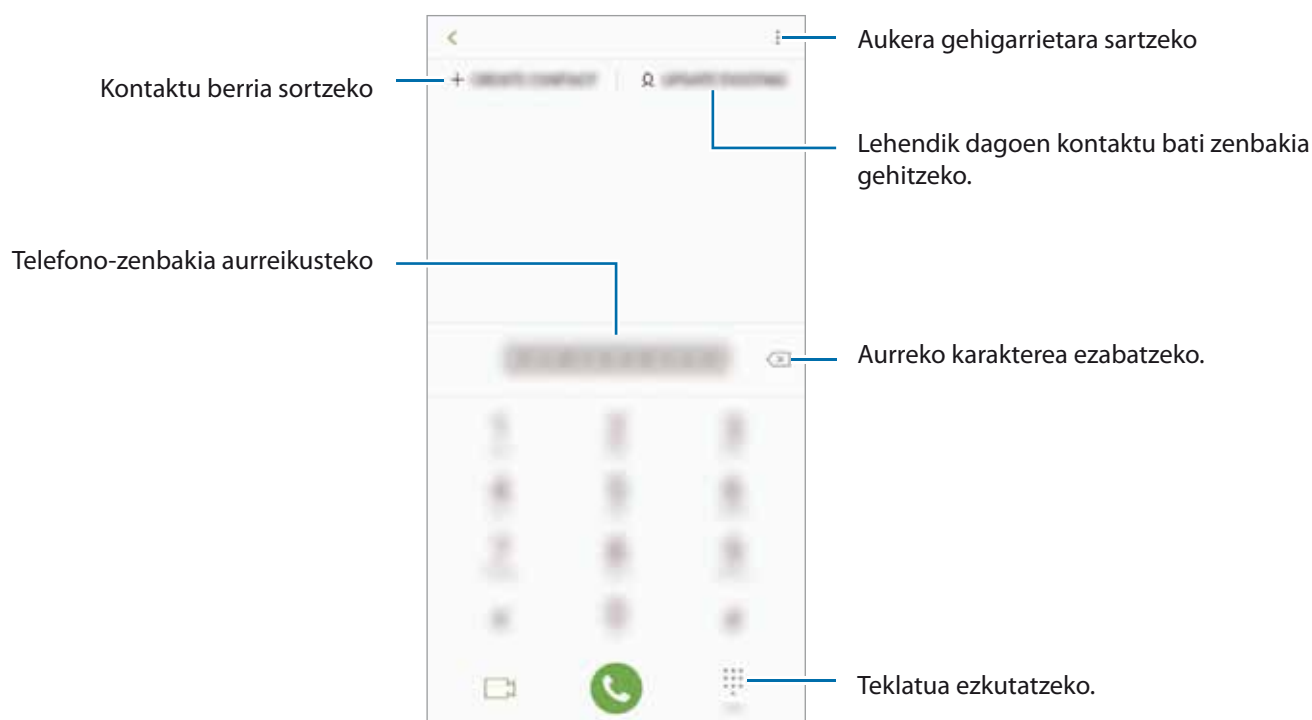 Aukera gehigarrietara sartzeko
Kontaktu berria sortzeko
Lehendik dagoen kontaktu bati zenbakia
gehitzeko.
Telefono-zenbakia aurreikusteko
Aurreko karakterea ezabatzeko.
Teklatua ezkutatzeko.